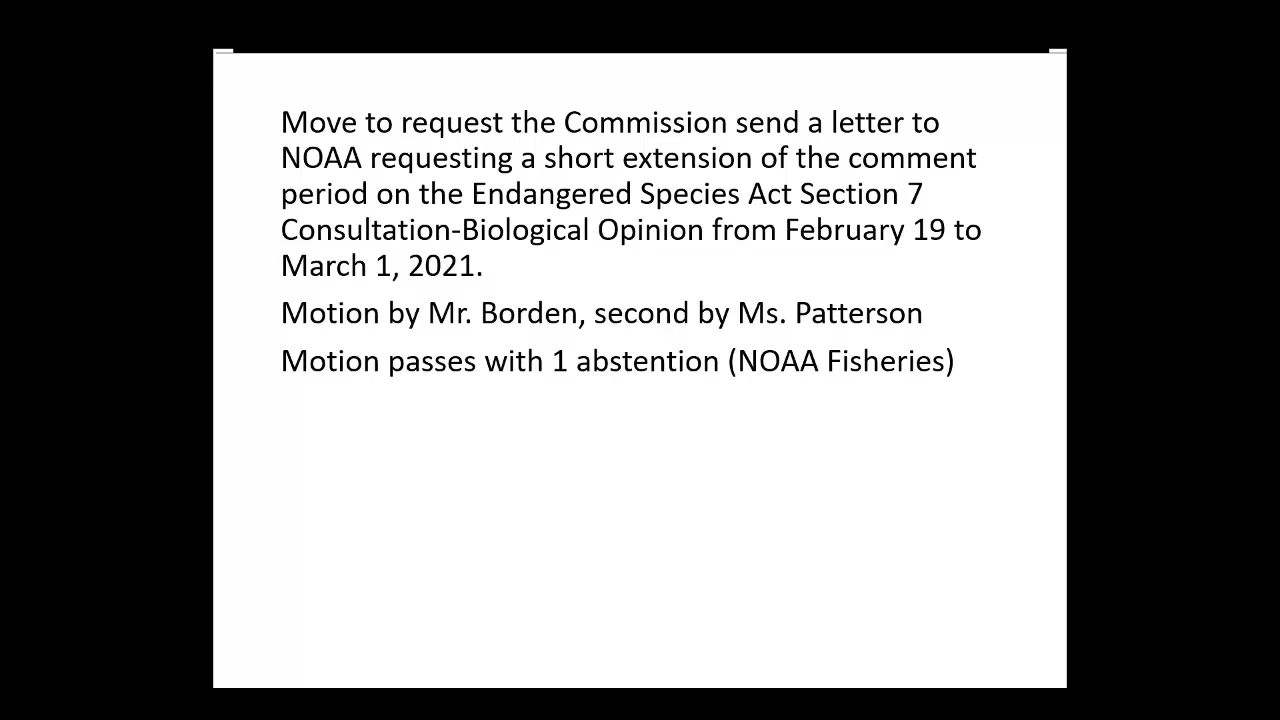 Move to request the Commission send a letter to
NOAA requesting a short extension of the comment
period on the Endangered Species Act Section 7
Consultation-Biological Opinion from February 19 to
March 1, 2021.
Motion by Mr. Borden, second by Ms. Patterson
Motion passes with 1 abstention (NOAA Fisheries)